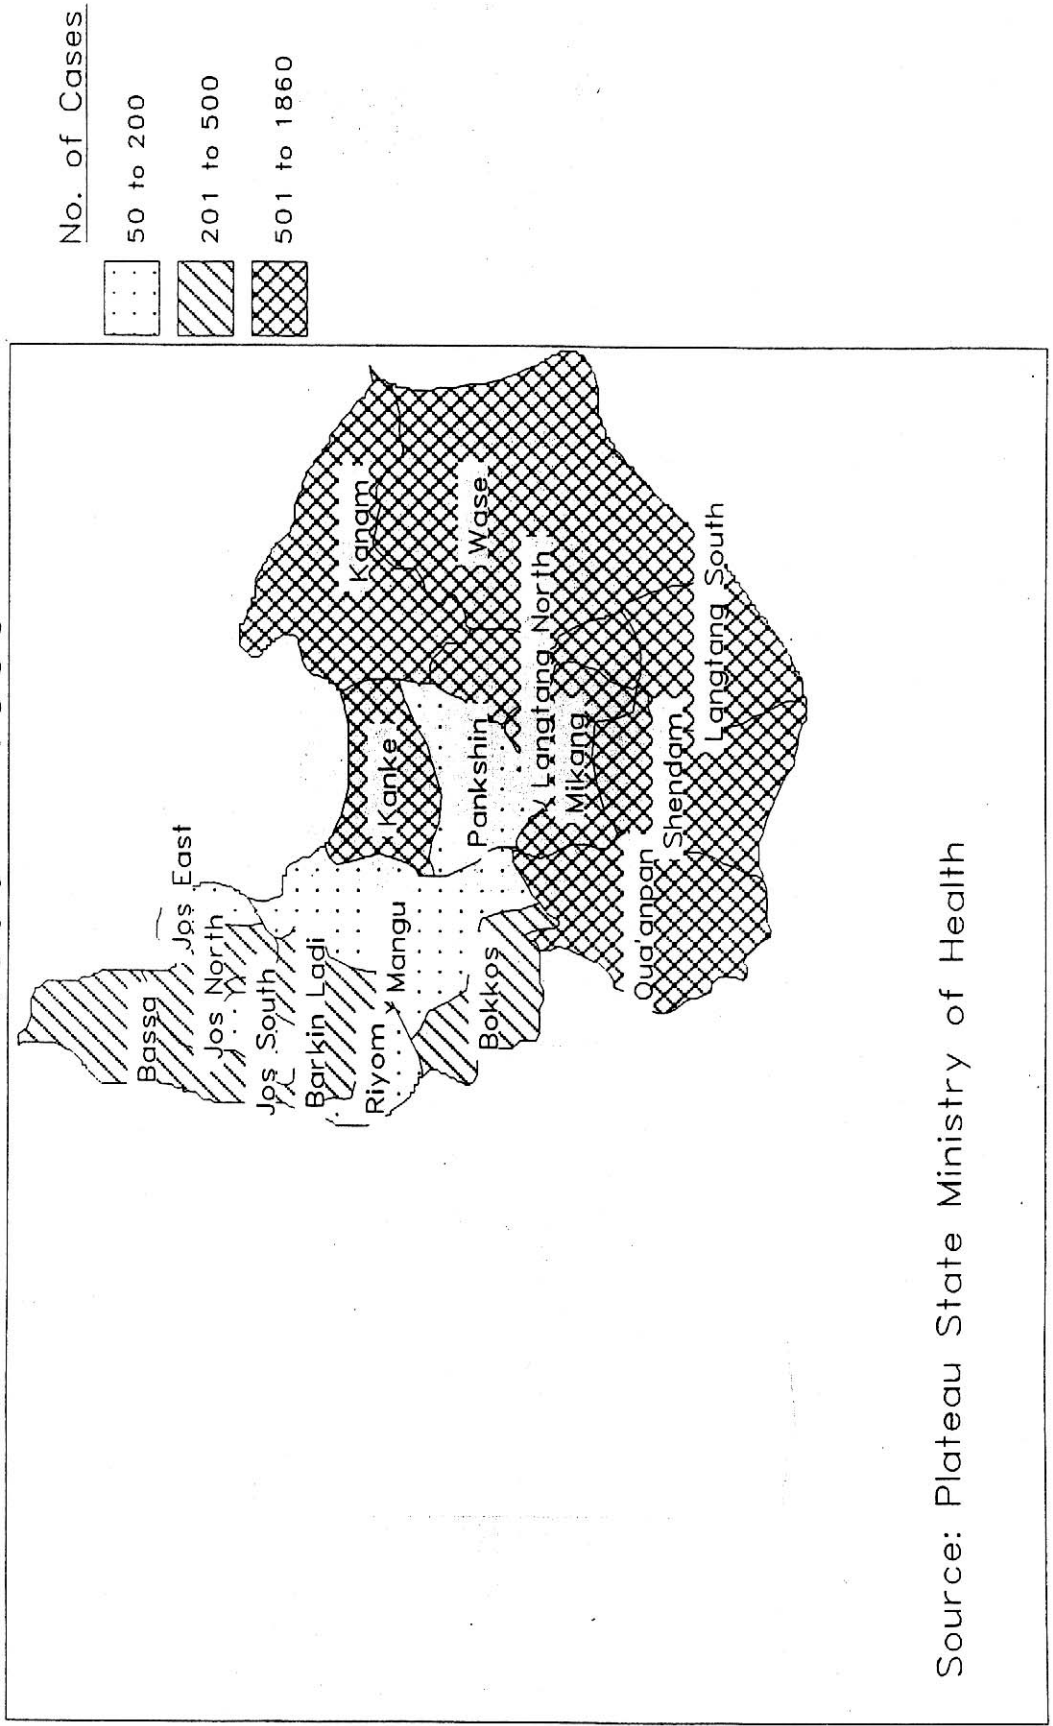 No. of Cases
50 to 200
201 to 500
501 to 1860
Bassa
Jos East
Jos North
Jos South
Barkin Ladi
Riyom
Mangu
Bokkos
Kanke
Kanam
Pankshin
Wase
Langtang North
Mikang
Qua'anpan
Shendam
Langtang South
Source: Plateau State Ministry of Health